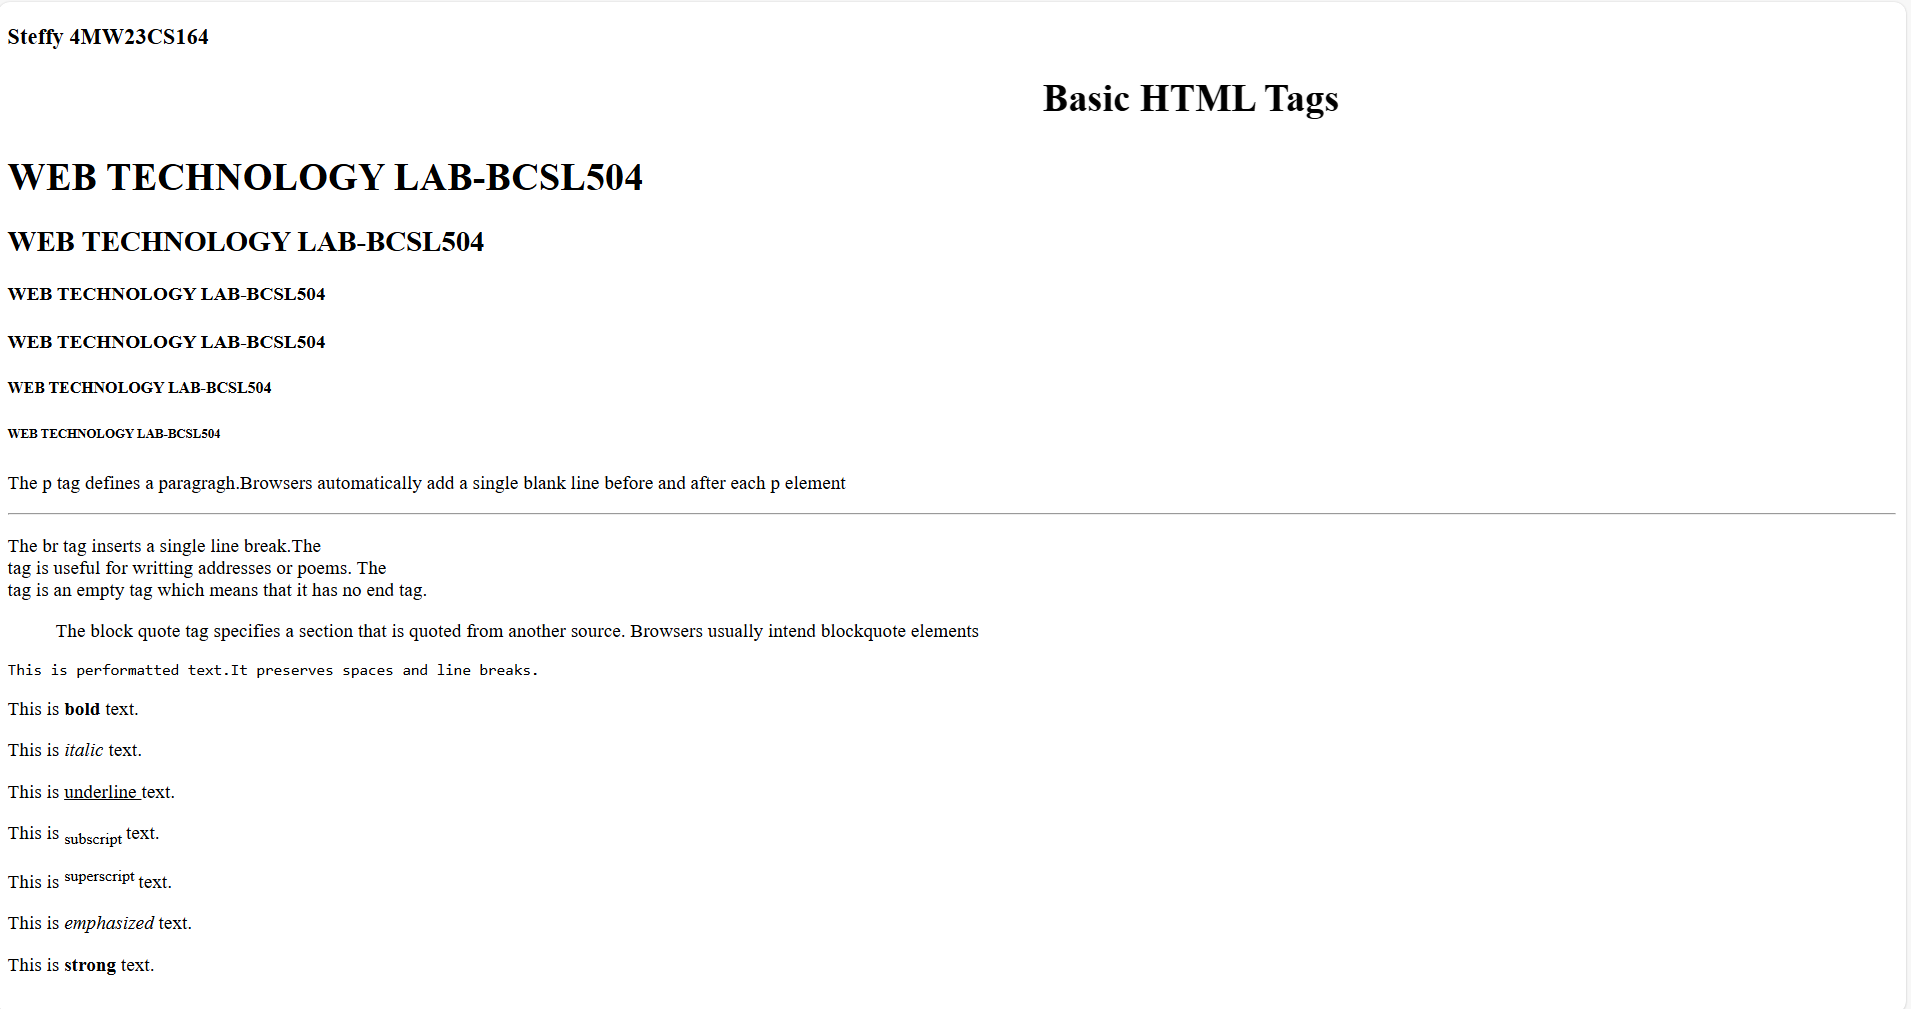 Steffy 4MW23CS164
Basic HTML Tags
WEB TECHNOLOGY LAB-BCSL504
WEB TECHNOLOGY LAB-BCSL504
WEB TECHNOLOGY LAB-BCSL504
WEB TECHNOLOGY LAB-BCSL504
WEB TECHNOLOGY LAB-BCSL504
WEB TECHNOLOGY LAB-BCSL504
The p tag defines a paragragh.Browsers automatically add a single blank line before and after each p element
The br tag inserts a single line break.The
tag is useful for writting addresses or poems. The
tag is an empty tag which means that it has no end tag.
The block quote tag specifies a section that is quoted from another source. Browsers usually intend blockquote elements
This is performatted text.It preserves spaces and line breaks.
This is bold text.
This is italic text.
This is underline text.
This is subscript text.
This is superscript text.
This is emphasized text.
This is strong text.